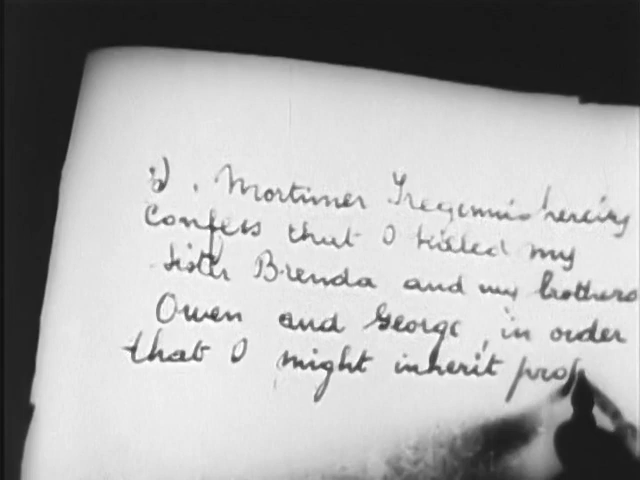 I, Mortimer Tregennis hereby
confess that I killed my
sister Brenda and my brothers
Owen and George, in order
that I might inherit prop